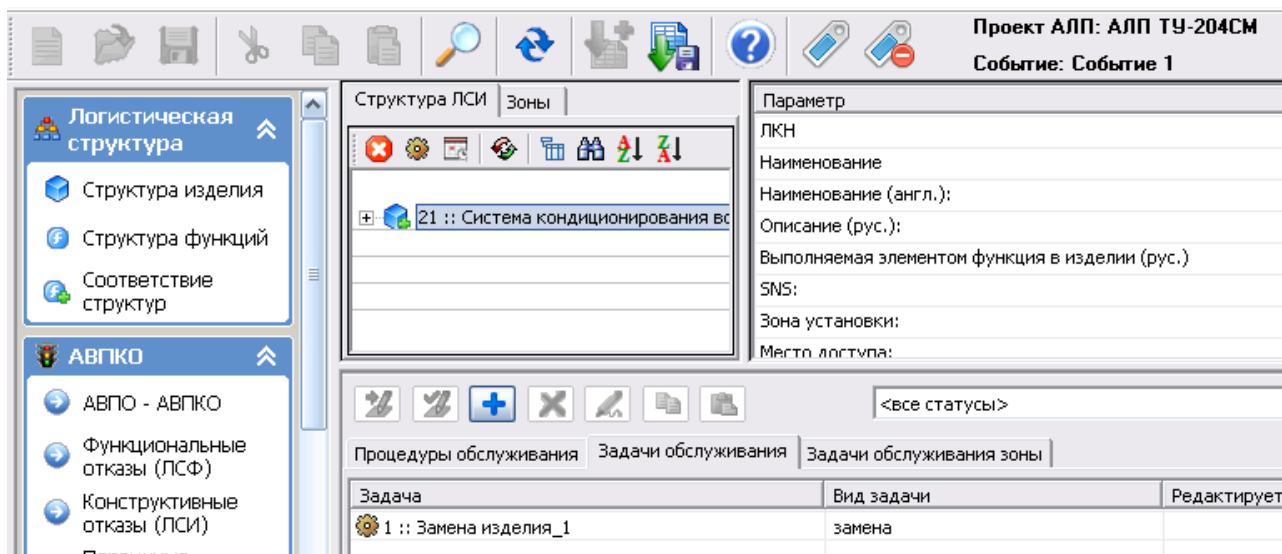 Проект АЛП: АЛП ТУ-204СМ
Событие: Событие 1
Логистическая
структура
Структура изделия
Структура функций
Соответствие
структур
АВПКО
АВПО - АВПКО
Функциональные
отказы (ЛСФ)
Конструктивные
отказы (ЛСИ)
Структура ЛСИ
Зоны
21 :: Система кондиционирования во
Параметр
ЛКН
Наименование
Наименование (англ.):
Описание (рус.):
Выполняемая элементом функция в изделии (рус.)
SNS:
Зона установки:
Место доступа:
<все статусы>
Процедуры обслуживания
Задачи обслуживания
Задачи обслуживания зоны
Задача
Вид задачи
Редактирует
1 :: Замена изделия_1
замена